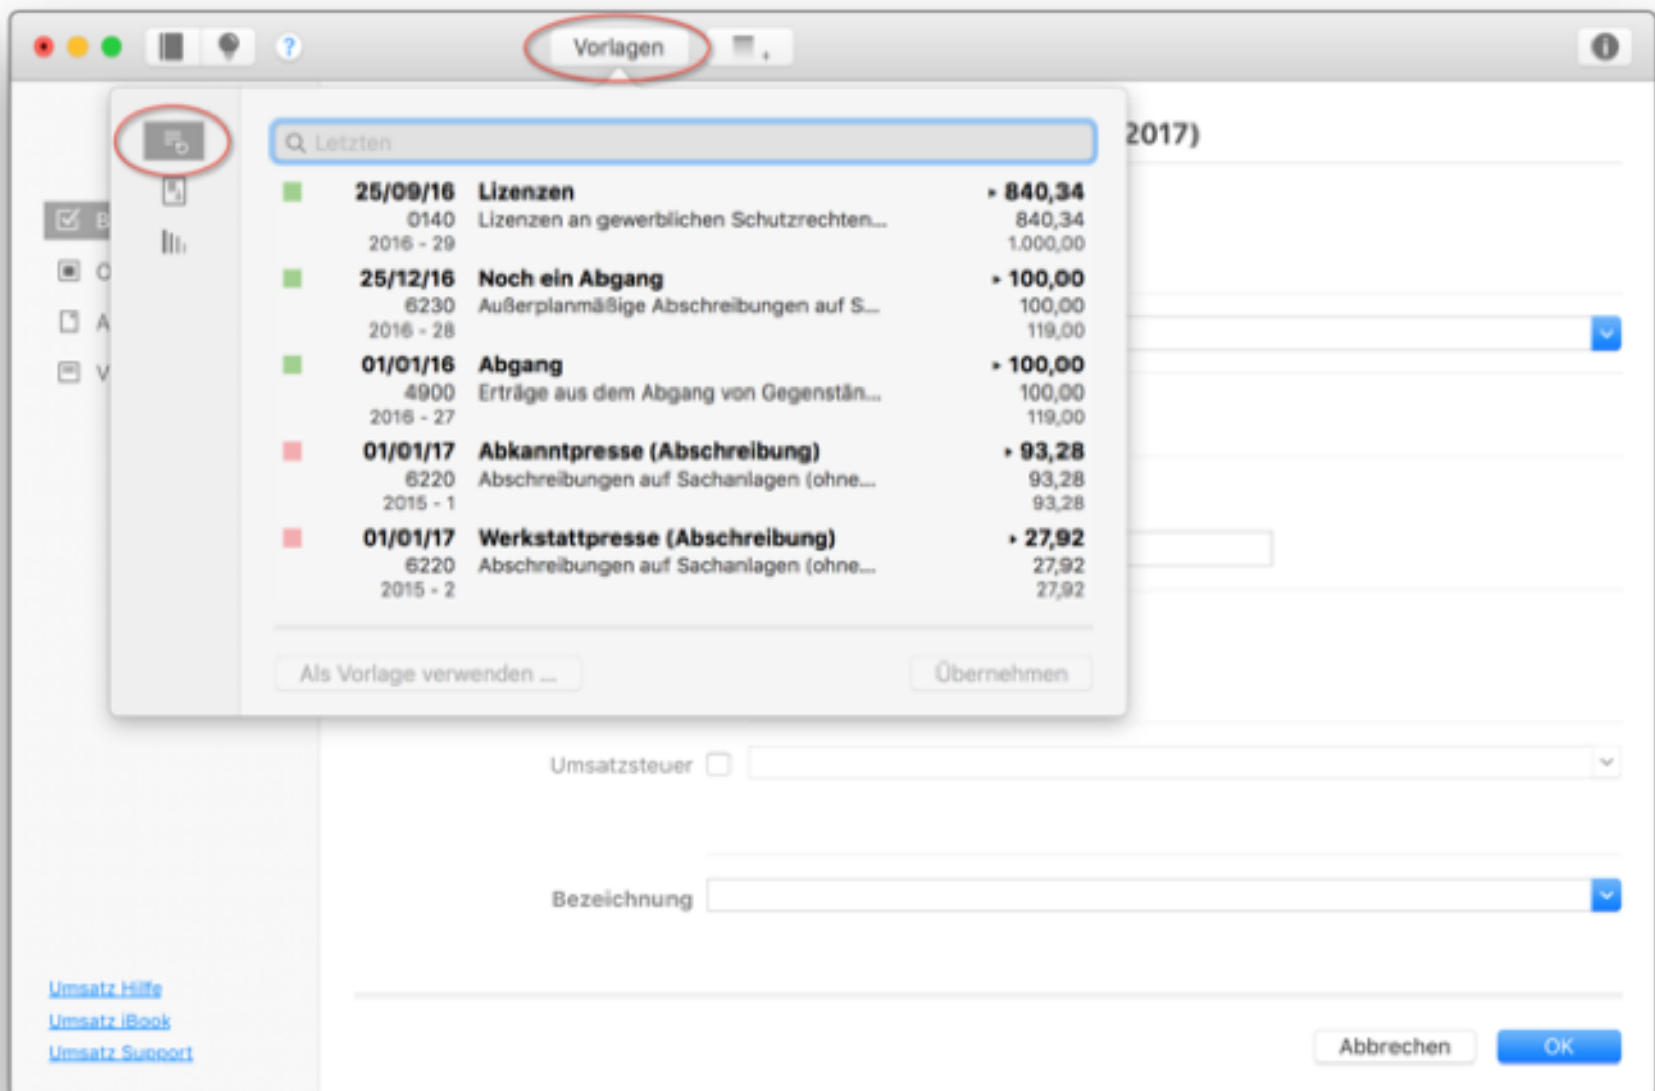 ?
Vorlagen
2017)
Letzten
25/09/16 Lizenzen ▸ 840,34
0140 Lizenzen an gewerblichen Schutzrechten... 840,34
2016 - 29 1.000,00
25/12/16 Noch ein Abgang ▸ 100,00
6230 Außerplanmäßige Abschreibungen auf S... 100,00
2016 - 28 119,00
01/01/16 Abgang ▸ 100,00
4900 Erträge aus dem Abgang von Gegenstän... 100,00
2016 - 27 119,00
01/01/17 Abkanntpresse (Abschreibung) ▸ 93,28
6220 Abschreibungen auf Sachanlagen (ohne... 93,28
2015 - 1 93,28
01/01/17 Werkstattpresse (Abschreibung) ▸ 27,92
6220 Abschreibungen auf Sachanlagen (ohne... 27,92
2015 - 2 27,92
Als Vorlage verwenden ... Übernehmen
Umsatzsteuer
Bezeichnung
Umsatz Hilfe
Umsatz iBook
Umsatz Support
Abbrechen OK